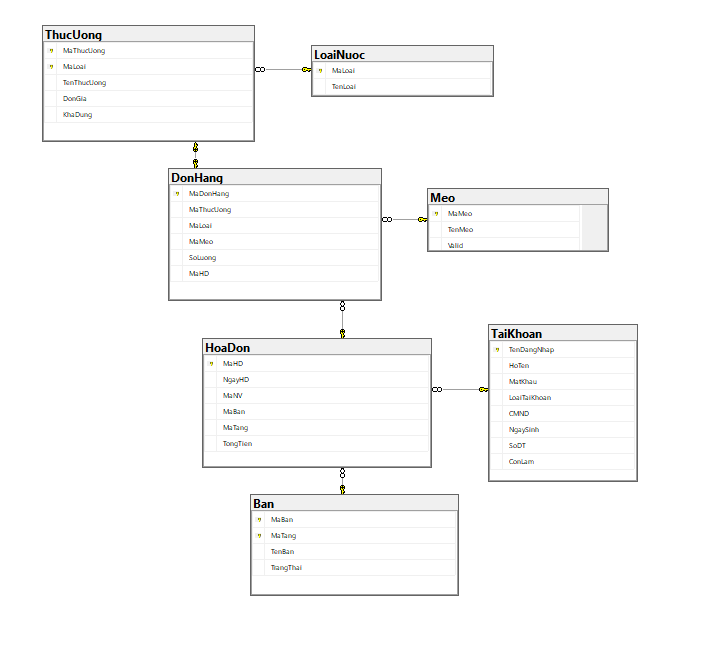 ThucUong
MaThucUong
MaLoai
TenThucUong
DonGia
KhaDung
LoaiNuoc
MaLoai
TenLoai
DonHang
MaDonHang
MaThucUong
MaLoai
MaMeo
SoLuong
MaHD
Meo
MaMeo
TenMeo
Valid
HoaDon
MaHD
NgayHD
MaNV
MaBan
MaTang
TongTien
TaiKhoan
TenDangNhap
HoTen
MatKhau
LoaiTaiKhoan
CMND
NgaySinh
SoDT
ConLam
Ban
MaBan
MaTang
TenBan
TrangThai